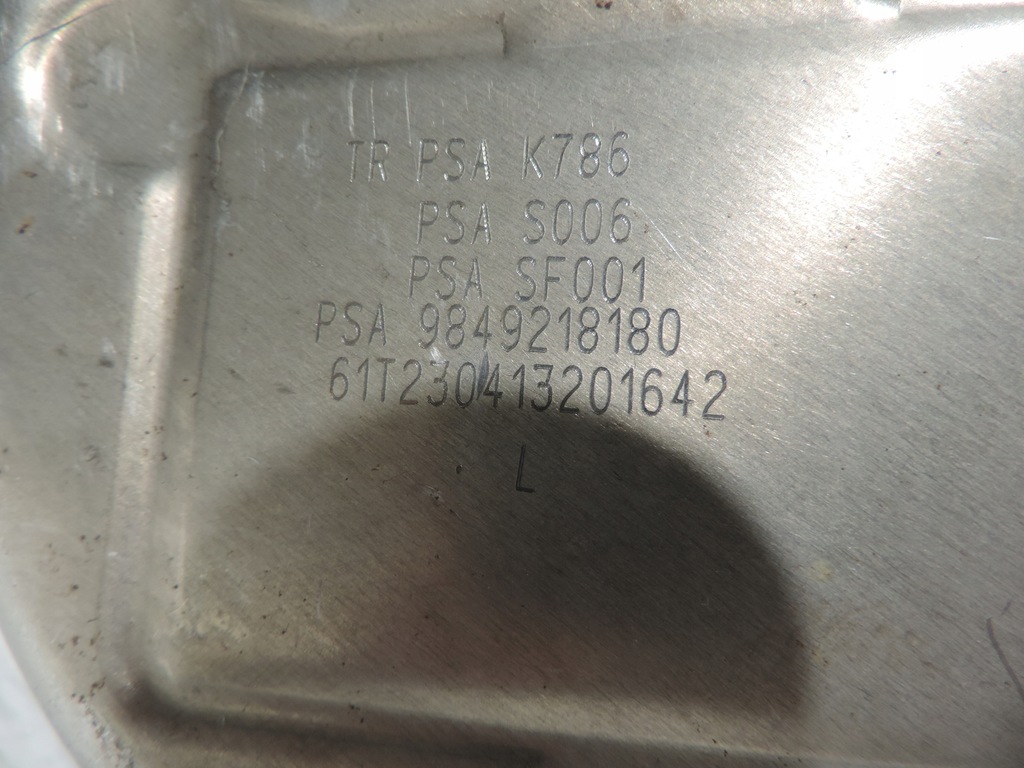 TR PSA K786
PSA S006
PSA SF001
PSA 9849218180
61T230413201642
L